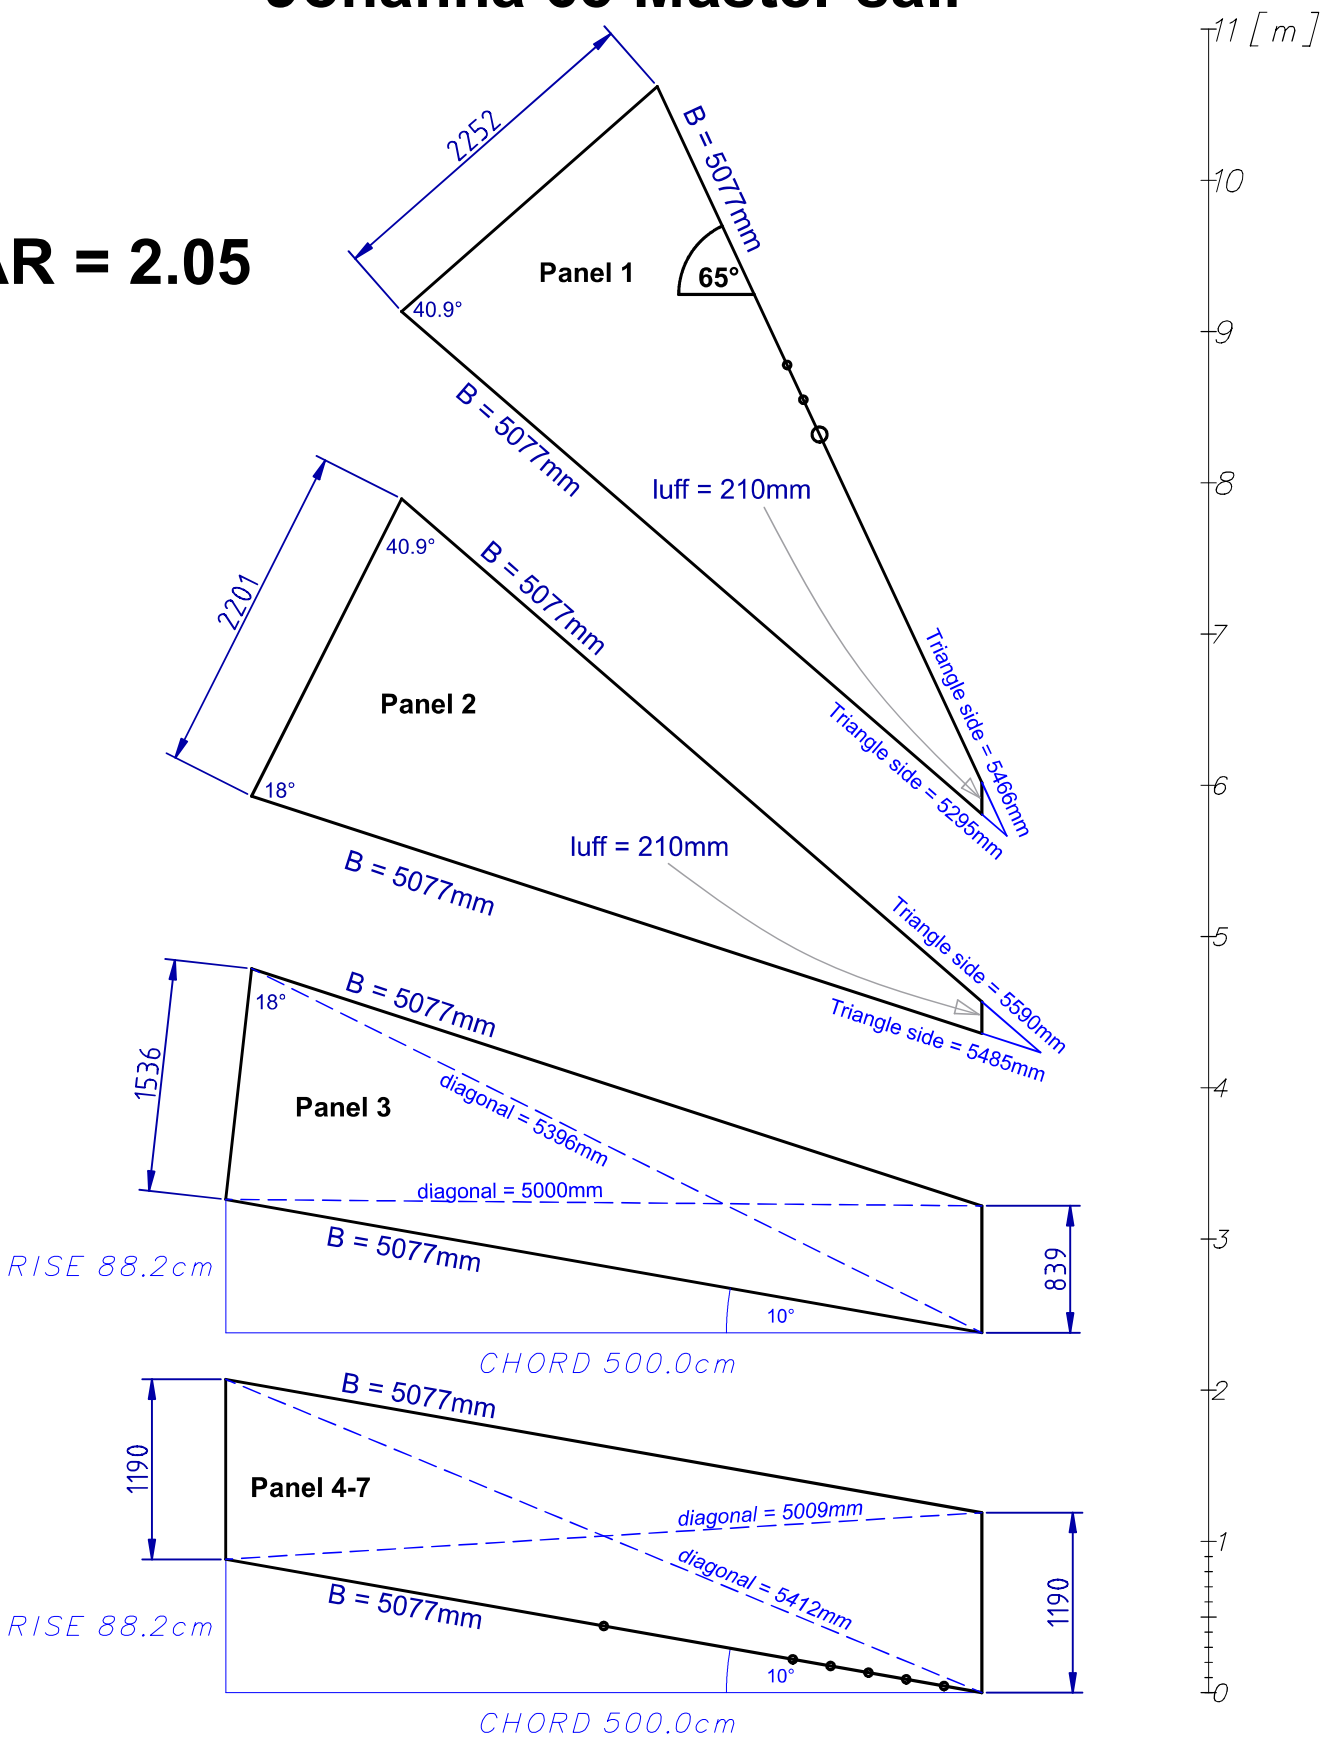 Johanna 65 Master sail
11 [ m ]
2252
B = 5077mm
10
AR = 2.05
Panel 1
65°
40.9°
9
B = 5077mm
luff = 210mm
8
40.9°
B = 5077mm
2201
7
Triangle side = 5466mm
Panel 2
Triangle side = 5295mm
18°
6
luff = 210mm
B = 5077mm
Triangle side = 5590mm
5
18°
B = 5077mm
Triangle side = 5485mm
1536
Panel 3
diagonal = 5396mm
4
diagonal = 5000mm
B = 5077mm
RISE 88.2cm
839
3
10°
CHORD 500.0cm
B = 5077mm
2
1190
Panel 4-7
diagonal = 5009mm
1
diagonal = 5412mm
B = 5077mm
1190
RISE 88.2cm
10°
0
CHORD 500.0cm